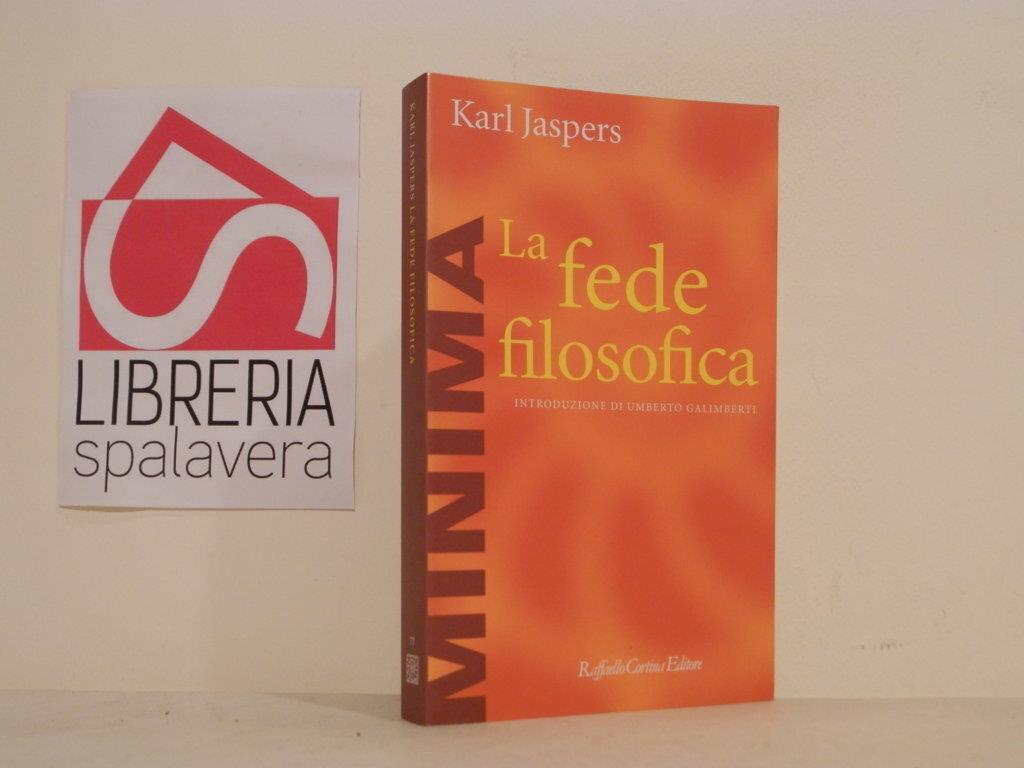 LIBRERIA
spalavera
KARL JASPERS LA FEDE FILOSOFICA
77
MINIMA
Karl Jaspers
La
fede
filosofica
INTRODUZIONE DI UMBERTO GALIMBERTI
Raffaello Cortina Editore